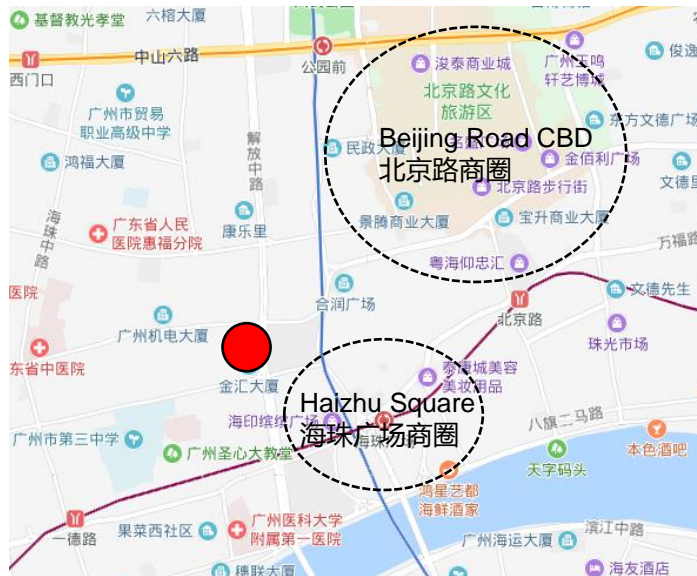 基督教光孝堂
六榕大厦
中山六路
西门口
公园前
浚泰商业城
广州五鸣
轩艺博城
俊逸
广州市贸易
职业高级中学
北京路文化
旅游区
解放中路
民政大厦
Beijing Road CBD
北京路商圈
东方文德广场
金佰利广场
鸿福大厦
北京路步行街
文德
海珠中路
广东省人民
医院惠福分院
康乐里
景腾商业大厦
宝升商业大厦
万福路
粤海仰忠汇
医院
合润广场
文德先生
广州机电大厦
北京路
珠光市场
东省中医院
金汇大厦
泰康城美容
美妆用品
Haizhu Square
海珠广场商圈
海印缤缤广场
八旗二马路
广州市第三中学
广州圣心大教堂
天字码头
本色酒吧
鸿星艺都
海鲜酒家
一德路
果菜西社区
广州医科大学
附属第一医院
广州海运大厦
滨江中路
穗联大厦
海友酒店